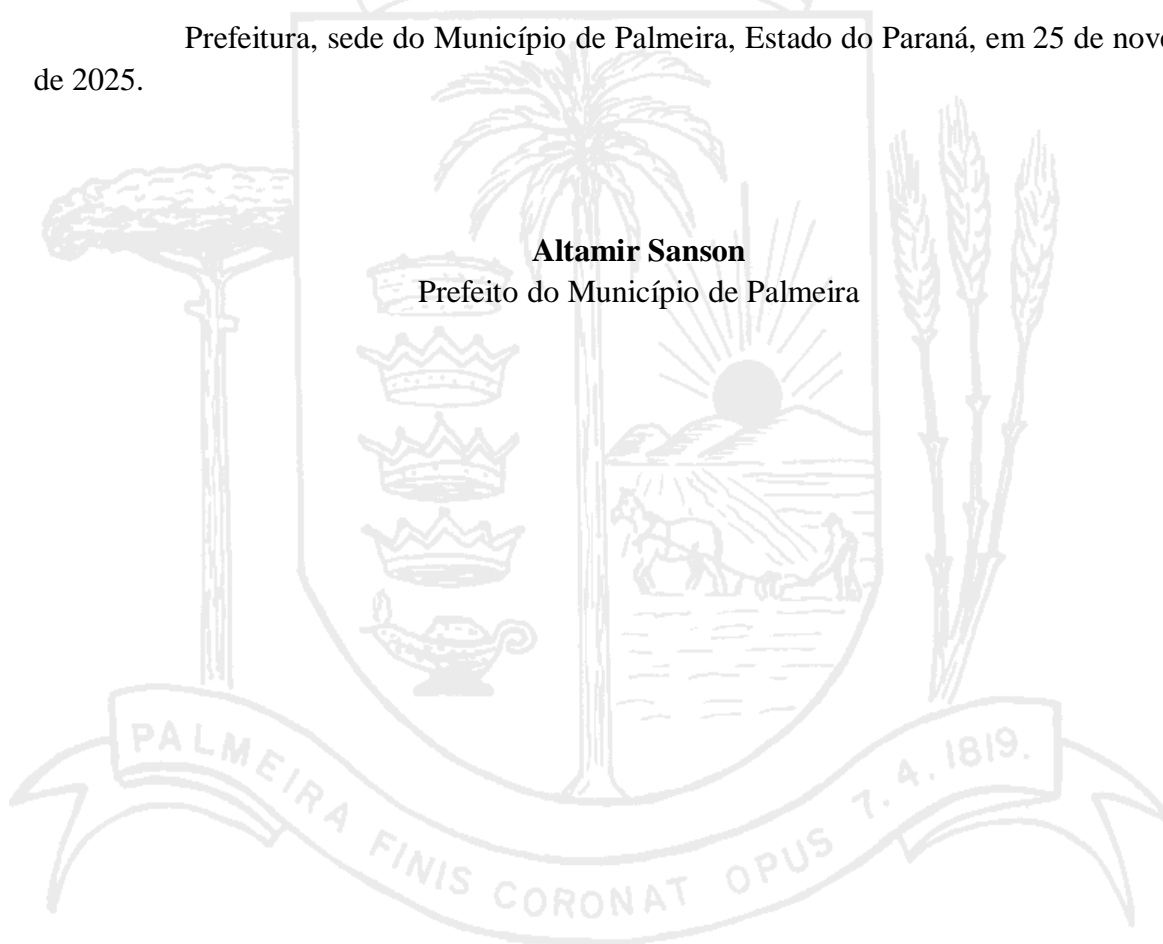 Prefeitura, sede do Município de Palmeira, Estado do Paraná, em 25 de nove
de 2025.
Altamir Sanson
Prefeito do Município de Palmeira
PALMEIRA FINIS CORONAT OPUS 7.4.1819.